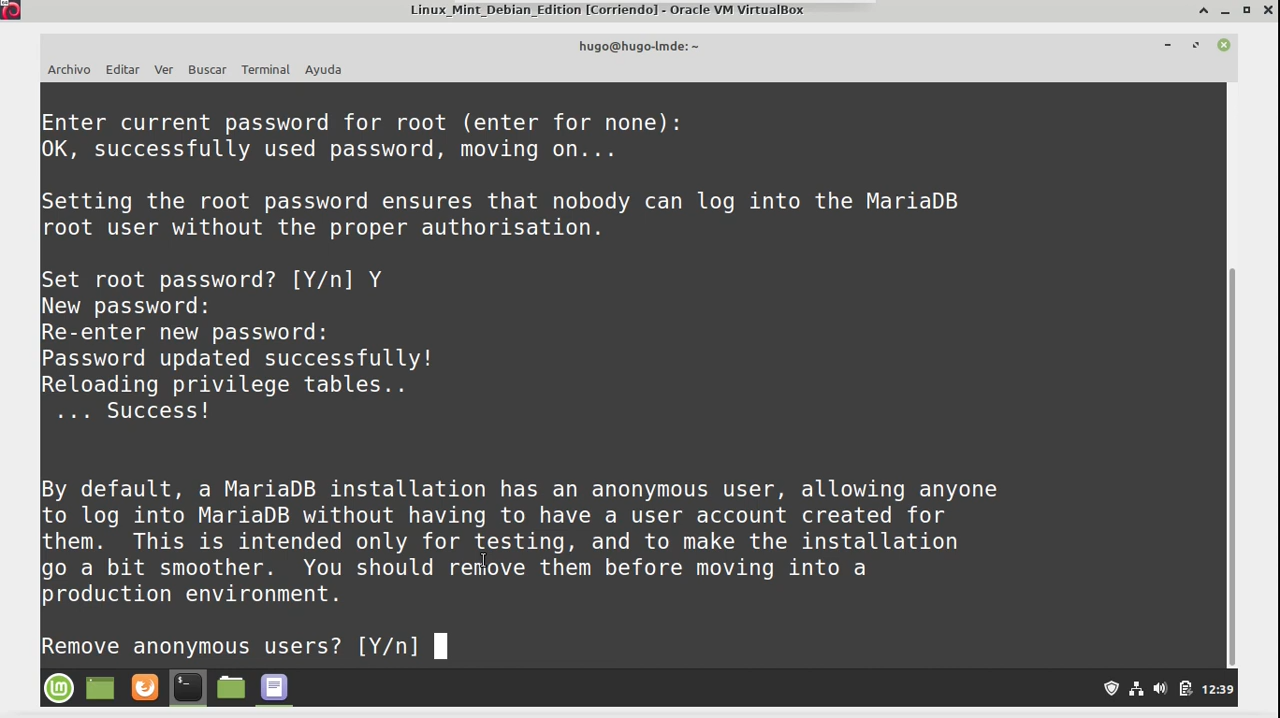 Linux_Mint_Debian_Edition [Corriendo] - Oracle VM VirtualBox
hugo@hugo-lmde: ~
Archivo Editar Ver Buscar Terminal Ayuda
Enter current password for root (enter for none):
OK, successfully used password, moving on...
Setting the root password ensures that nobody can log into the MariaDB
root user without the proper authorisation.
Set root password? [Y/n] Y
New password:
Re-enter new password:
Password updated successfully!
Reloading privilege tables..
... Success!
By default, a MariaDB installation has an anonymous user, allowing anyone
to log into MariaDB without having to have a user account created for
them.  This is intended only for testing, and to make the installation
go a bit smoother.  You should remove them before moving into a
production environment.
Remove anonymous users? [Y/n]
12:39